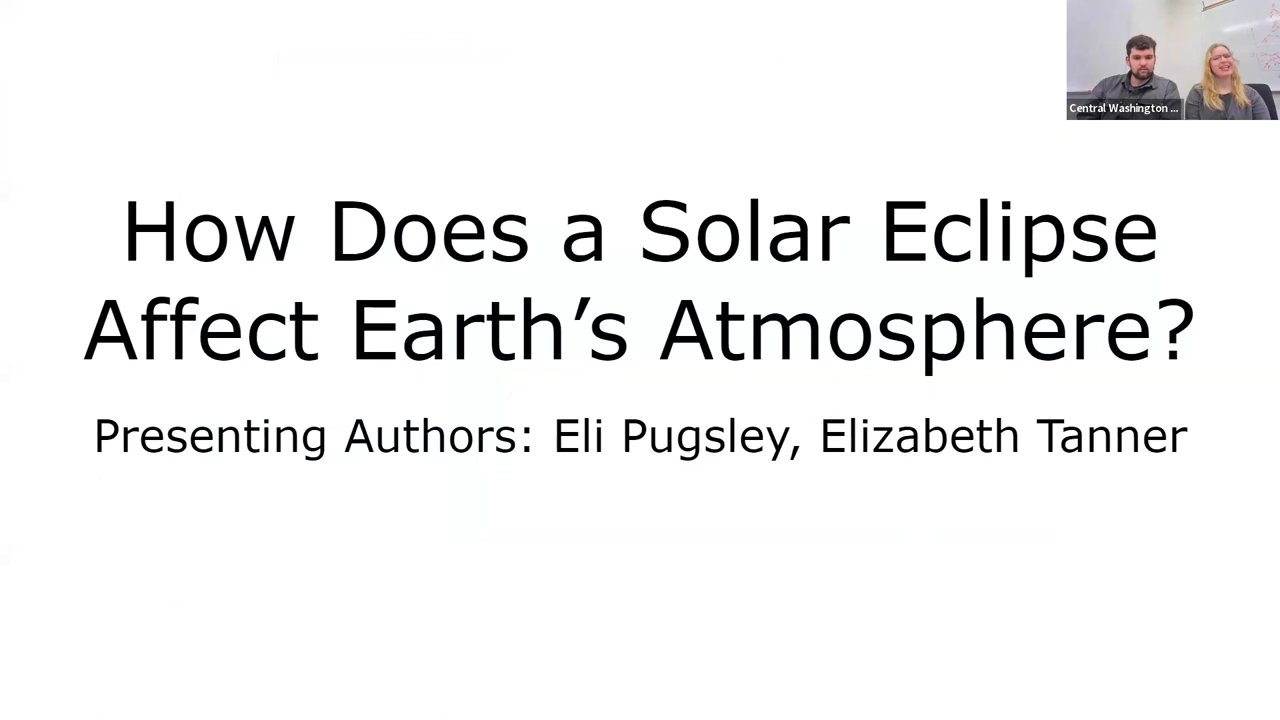 Central Washington ...
How Does a Solar Eclipse
Affect Earth’s Atmosphere?
Presenting Authors: Eli Pugsley, Elizabeth Tanner